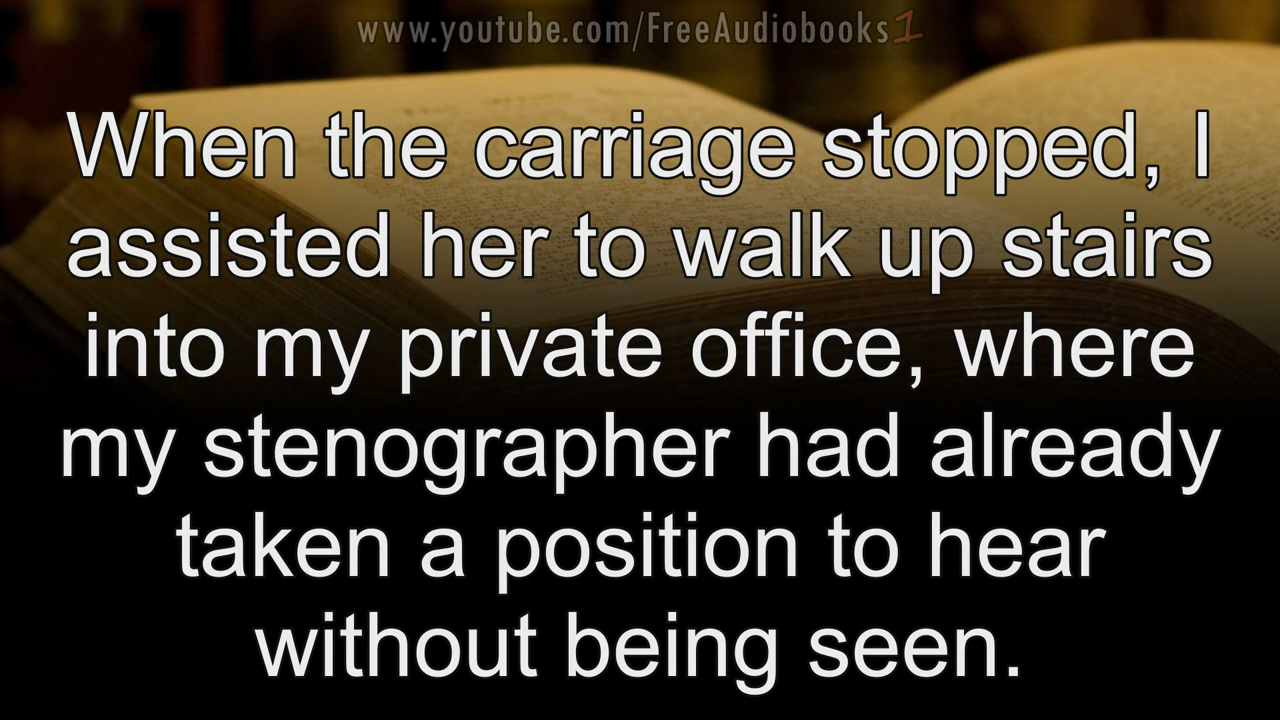 www.youtube.com/FreeAudiobooks1
When the carriage stopped, I
assisted her to walk up stairs
into my private office, where
my stenographer had already
taken a position to hear
without being seen.